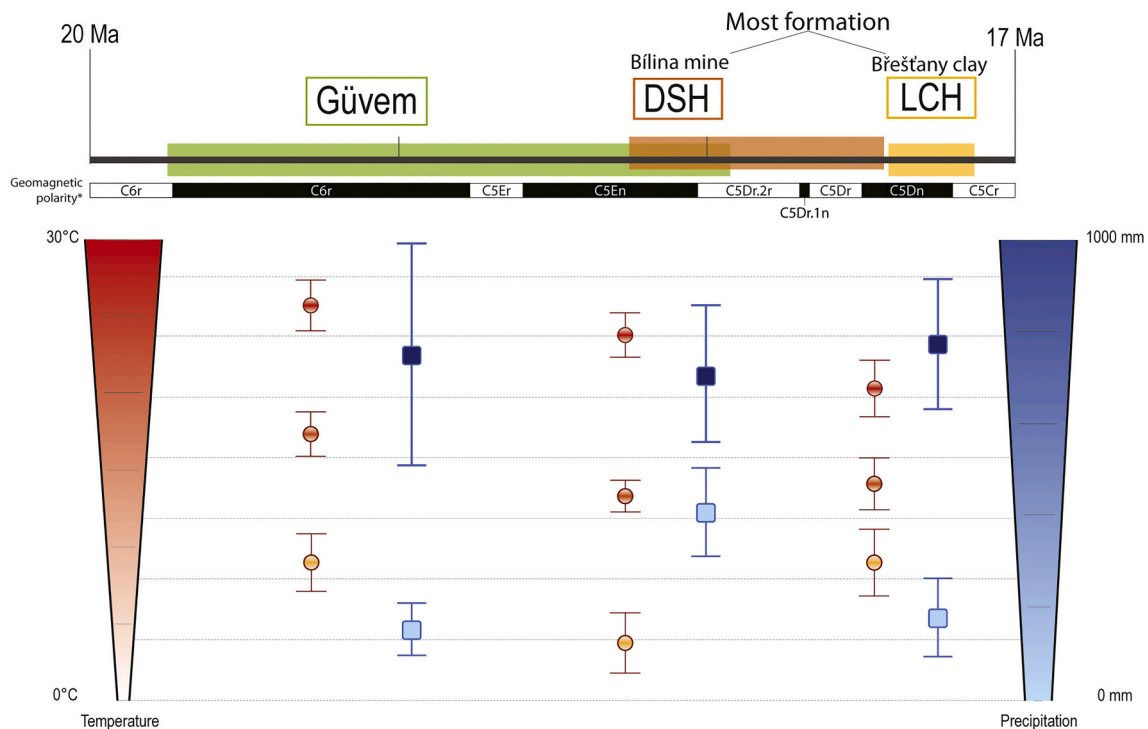 Most formation
20 Ma
17 Ma
Bílina mine
Břešťany clay
Güvem
DSH
LCH
Geomagnetic
polarity*
C6r
C6r
C5Er
C5En
C5Dr.2r
C5Dr
C5Dn
C5Cr
C5Dr.1n
30°C
1000 mm
0°C
0 mm
Temperature
Precipitation